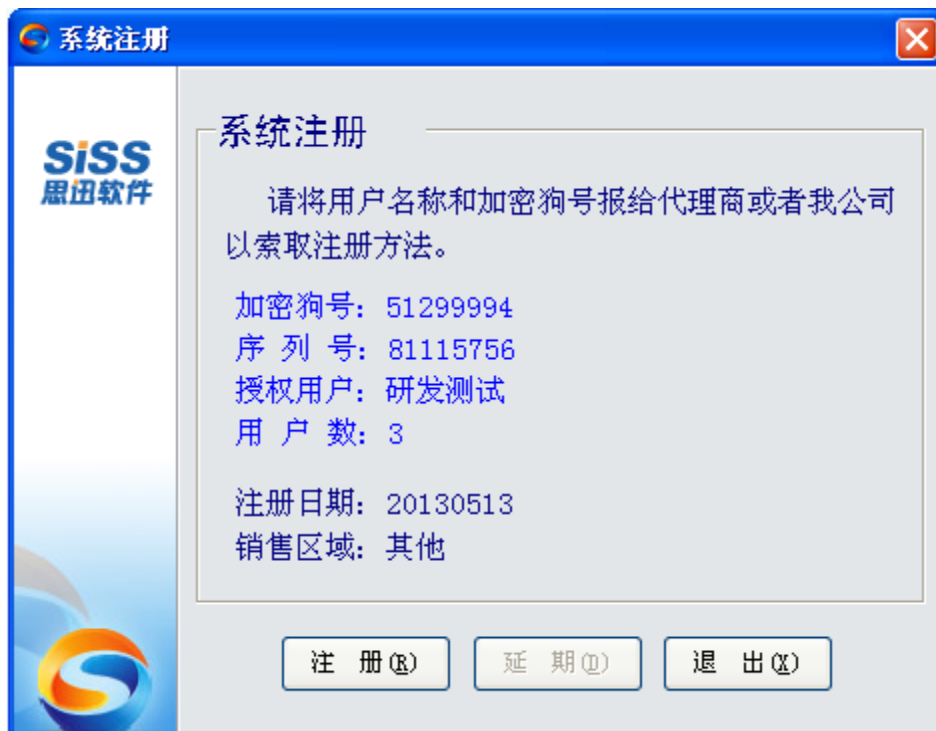 系统注册
SiSS
思迅软件
系统注册
请将用户名称和加密狗号报给代理商或者我公司
以索取注册方法。
加密狗号：51299994
序 列 号：81115756
授权用户：研发测试
用 户 数：3
注册日期：20130513
销售区域：其他
注 册(R) 延 期(D) 退 出(X)